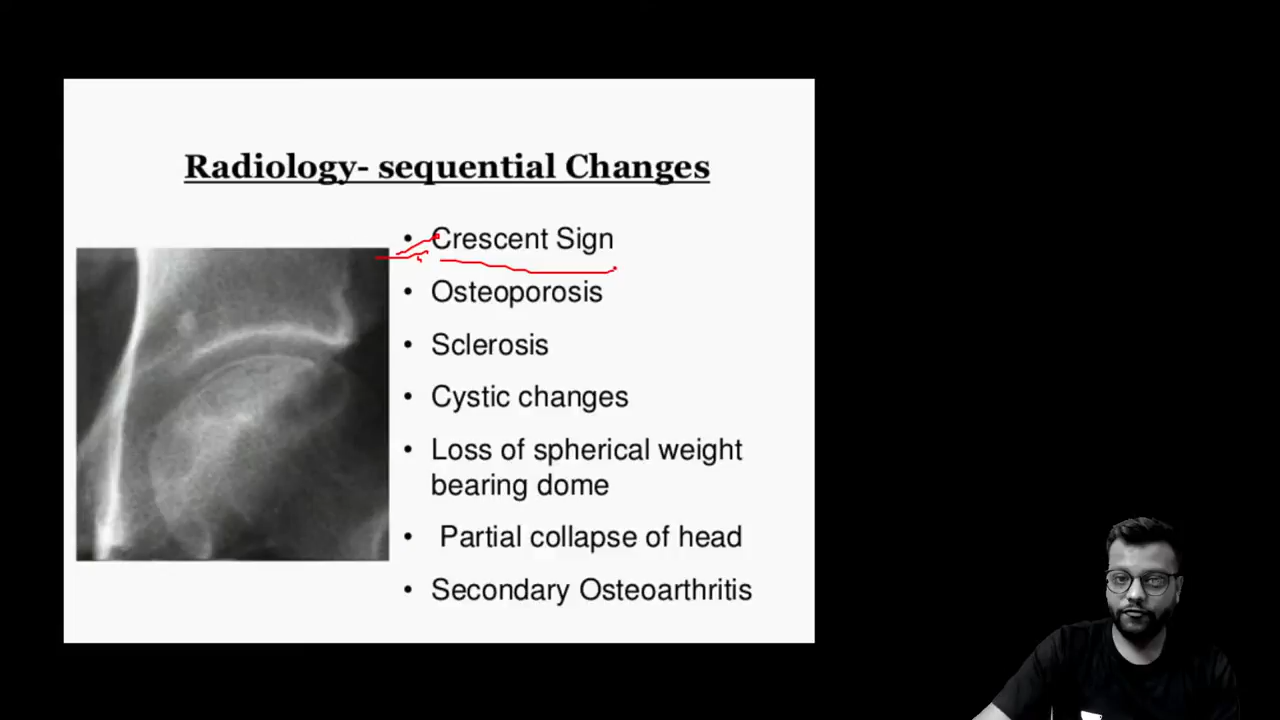 Radiology- sequential Changes
• Crescent Sign
• Osteoporosis
• Sclerosis
• Cystic changes
• Loss of spherical weight
bearing dome
• Partial collapse of head
• Secondary Osteoarthritis